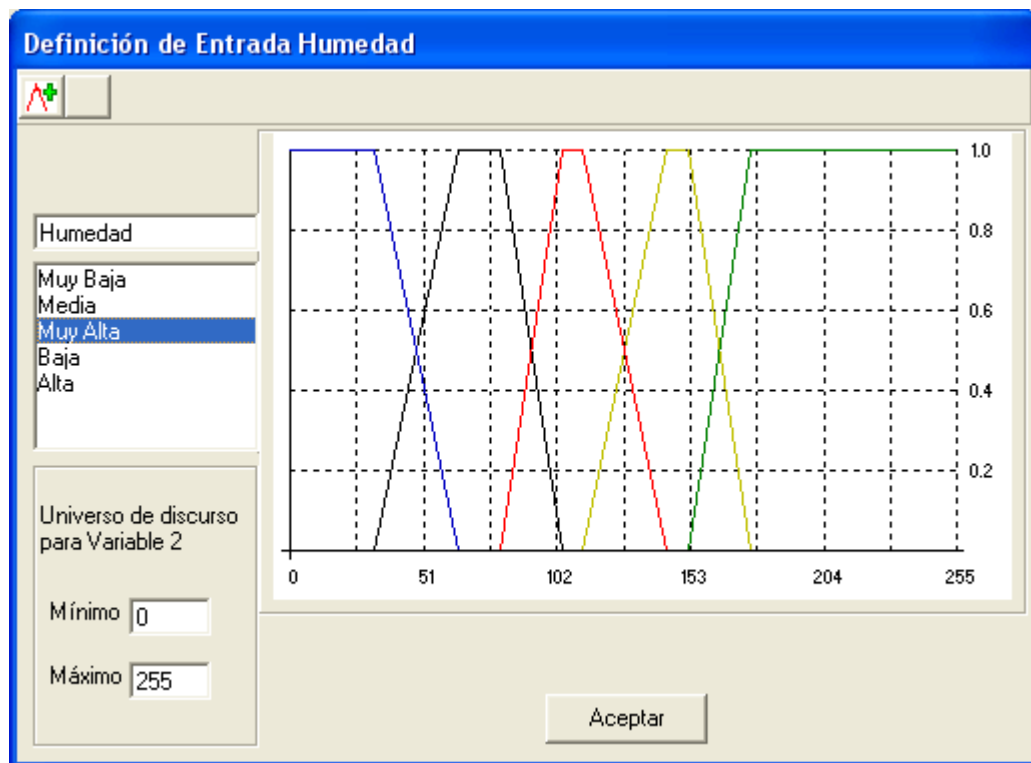 Definición de Entrada Humedad
Humedad
Muy Baja
Media
Muy Alta
Baja
Alta
Universo de discurso
para Variable 2
Mínimo 0
Máximo 255
1.0
0.8
0.6
0.4
0.2
0 51 102 153 204 255
Aceptar